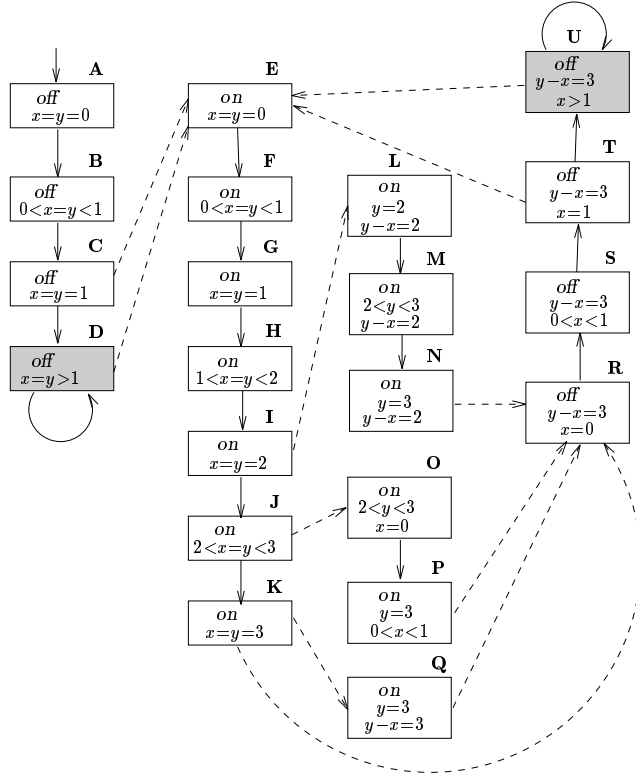 A
off
x=y=0
B
off
0<x=y<1
C
off
x=y=1
D
off
x=y>1
E
on
x=y=0
F
on
0<x=y<1
G
on
x=y=1
H
on
1<x=y<2
I
on
x=y=2
J
on
2<x=y<3
K
on
x=y=3
L
on
y=2
y−x=2
M
on
2<y<3
y−x=2
N
on
y=3
y−x=2
O
on
2<y<3
x=0
P
on
y=3
0<x<1
Q
on
y=3
y−x=3
U
off
y−x=3
x>1
T
off
y−x=3
x=1
S
off
y−x=3
0<x<1
R
off
y−x=3
x=0